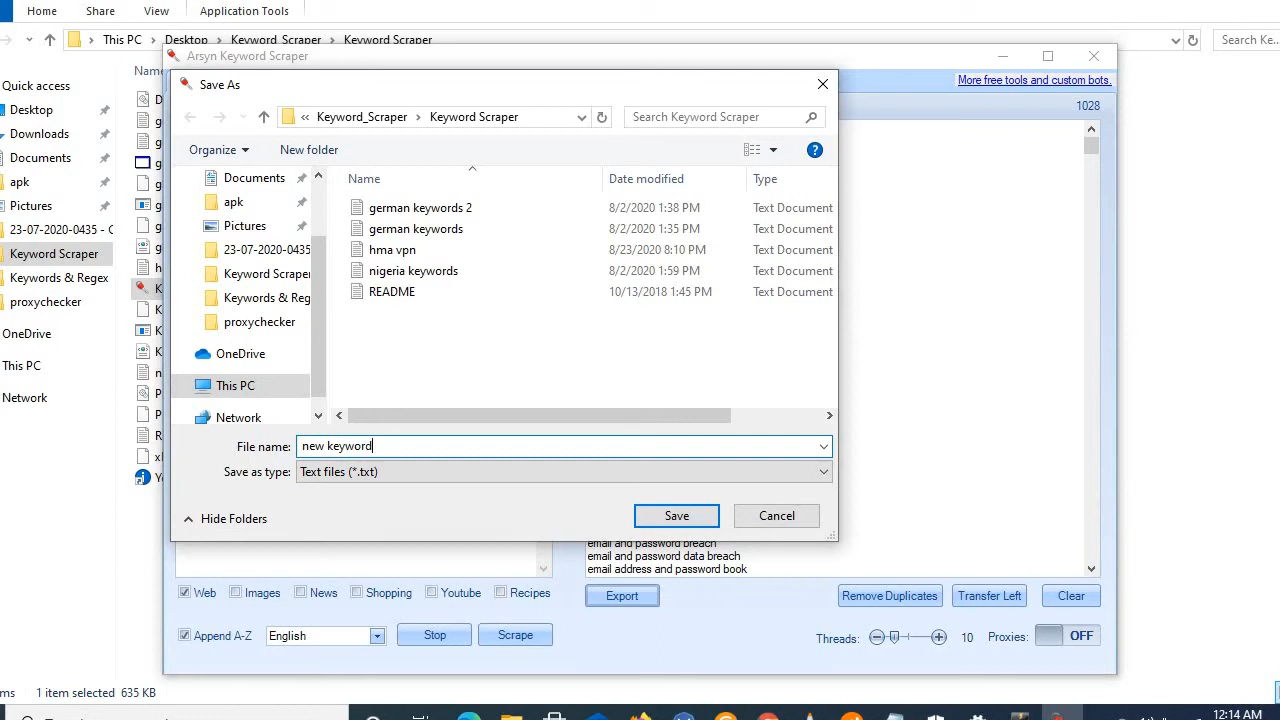 Home Share View Application Tools
This PC Desktop Keyword_Scraper Keyword Scraper Search Ke...
Arsyn Keyword Scraper
More free tools and custom bots.
1028
Save As
Keyword_Scraper Keyword Scraper Search Keyword Scraper
Organize New folder
Name Date modified Type
german keywords 2 8/2/2020 1:38 PM Text Document
german keywords 8/2/2020 1:35 PM Text Document
hma vpn 8/23/2020 8:10 PM Text Document
nigeria keywords 8/2/2020 1:59 PM Text Document
README 10/13/2018 1:45 PM Text Document
Documents
apk
Pictures
23-07-2020-0435
Keyword Scraper
Keywords & Reg
proxychecker
OneDrive
This PC
Network
File name: new keyword
Save as type: Text files (*.txt)
Hide Folders Save Cancel
Quick access
Desktop
Downloads
Documents
apk
Pictures
23-07-2020-0435 -
Keyword Scraper
Keywords & Regex
proxychecker
OneDrive
This PC
Network
email and password breach
email and password data breach
email address and password book
Web Images News Shopping Youtube Recipes
Export Remove Duplicates Transfer Left Clear
Append A-Z English Stop Scrape
Threads: 10 Proxies: OFF
1 item selected 635 KB
12:14 AM